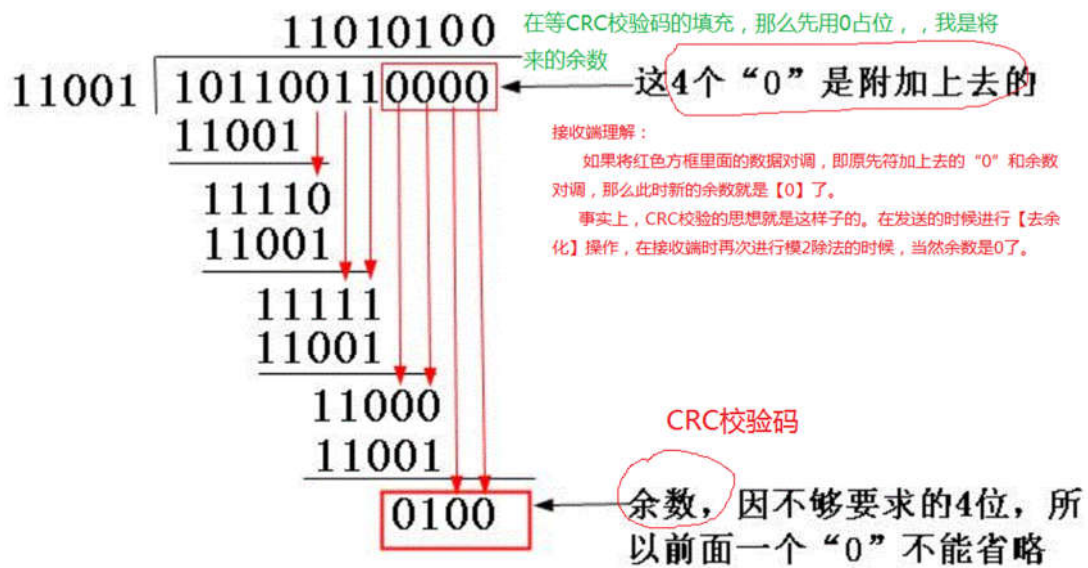 11010100
在等CRC校验码的填充，那么先用0占位，，我是将
来的余数
11001
101100110000
这4个“0”是附加上去的
11001
接收端理解：
如果将红色方框里面的数据对调，即原先符加上去的“0”和余数
对调，那么此时新的余数就是【0】了。
事实上，CRC校验的思想就是这样子的。在发送的时候进行【去余
化】操作，在接收端时再次进行模2除法的时候，当然余数是0了。
11110
11001
11111
11001
11000
11001
CRC校验码
0100
余数，因不够要求的4位，所
以前面一个“0”不能省略